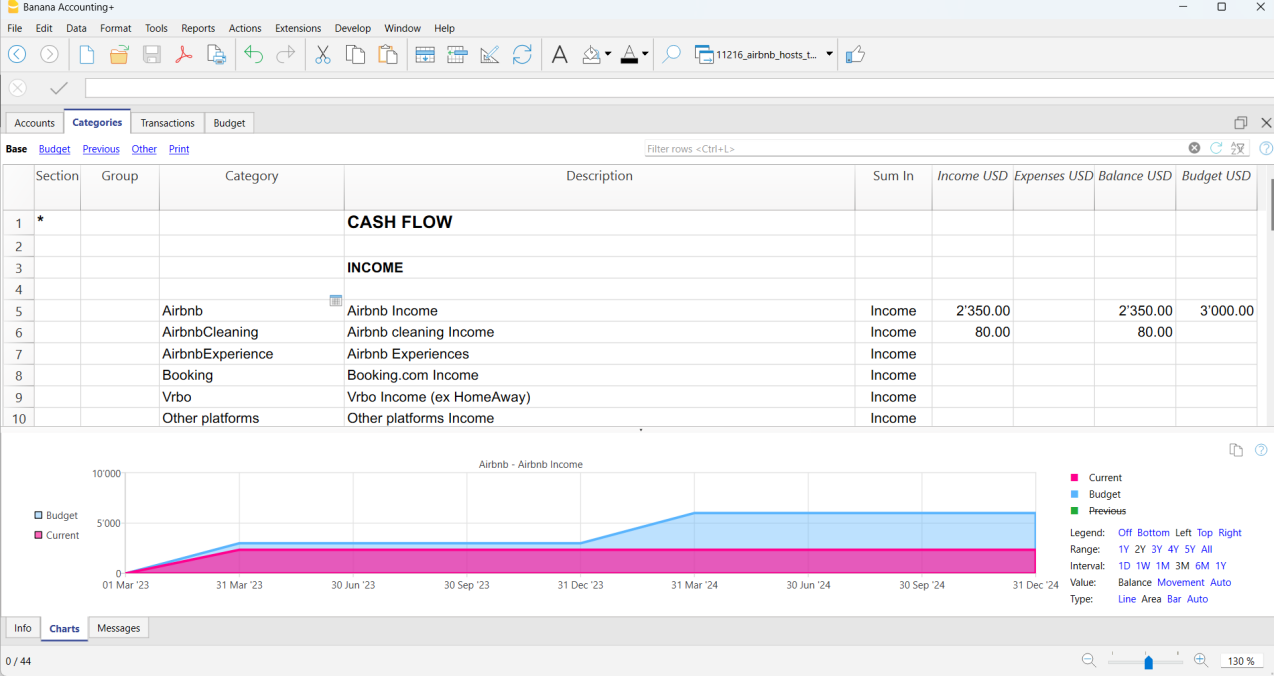 Banana Accounting+
File Edit Data Format Tools Reports Actions Extensions Develop Window Help
A A 11216_airbnb_hosts_t...
Accounts Categories Transactions Budget
Base Budget Previous Other Print Filter rows <Ctrl+L>
Section Group Category Description Sum In Income USD Expenses USD Balance USD Budget USD
1 * CASH FLOW
2
3 INCOME
4
5 Airbnb Airbnb Income Income 2'350.00 2'350.00 3'000.00
6 AirbnbCleaning Airbnb cleaning Income Income 80.00 80.00
7 AirbnbExperience Airbnb Experiences Income
8 Booking Booking.com Income Income
9 Vrbo Vrbo Income (ex HomeAway) Income
10 Other platforms Other platforms Income Income
Airbnb - Airbnb Income
10'000
5'000
0
Budget
Current
01 Mar '23 31 Mar '23 30 Jun '23 30 Sep '23 31 Dec '23 31 Mar '24 30 Jun '24 30 Sep '24 31 Dec '24
Current
Budget
Previous
Legend: Off Bottom Left Top Right
Range: 1Y 2Y 3Y 4Y 5Y All
Interval: 1D 1W 1M 3M 6M 1Y
Value: Balance Movement Auto
Type: Line Area Bar Auto
Info Charts Messages
0 / 44 130 %